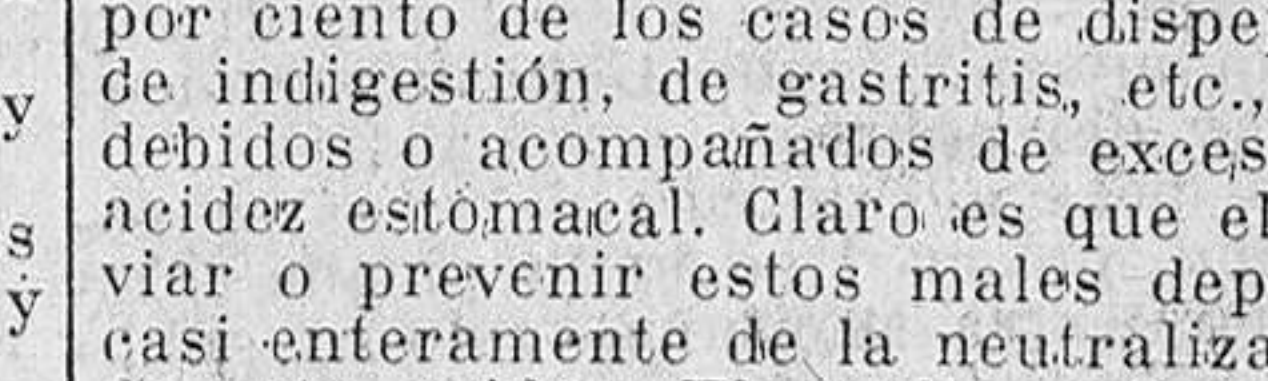 y
s
y
por ciento de los casos de dispe
de indigestión, de gastritis, etc.,
debidos o acompañados de exces
acidez estomacal. Claro es que el
viar o prevenir estos males dep
casi enteramente de la neutraliza